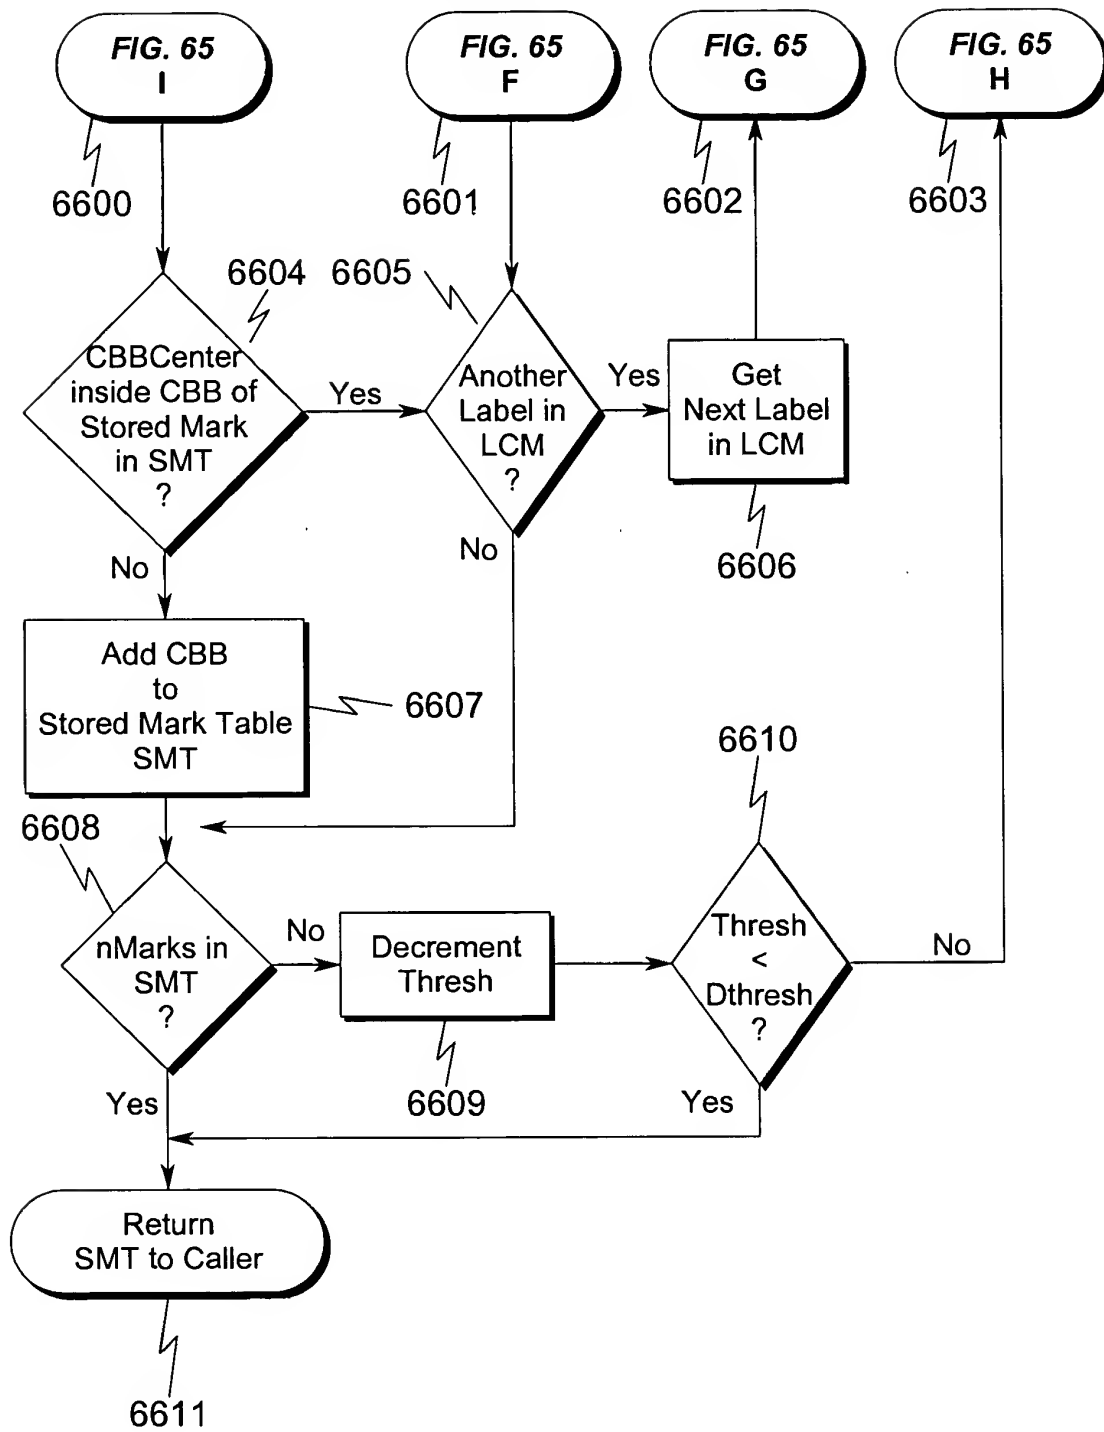 FIG. 65
I
FIG. 65
F
FIG. 65
G
FIG. 65
H
6600
6601
6602
6603
6604
6605
CBBCenter
inside CBB of
Stored Mark
in SMT
?
Yes
Another
Label in
LCM
?
Yes
Get
Next Label
in LCM
No
No
6606
Add CBB
to
Stored Mark Table
SMT
6607
6610
6608
nMarks in
SMT
?
No
Decrement
Thresh
Thresh
<
Dthresh
?
No
Yes
6609
Yes
Return
SMT to Caller
6611